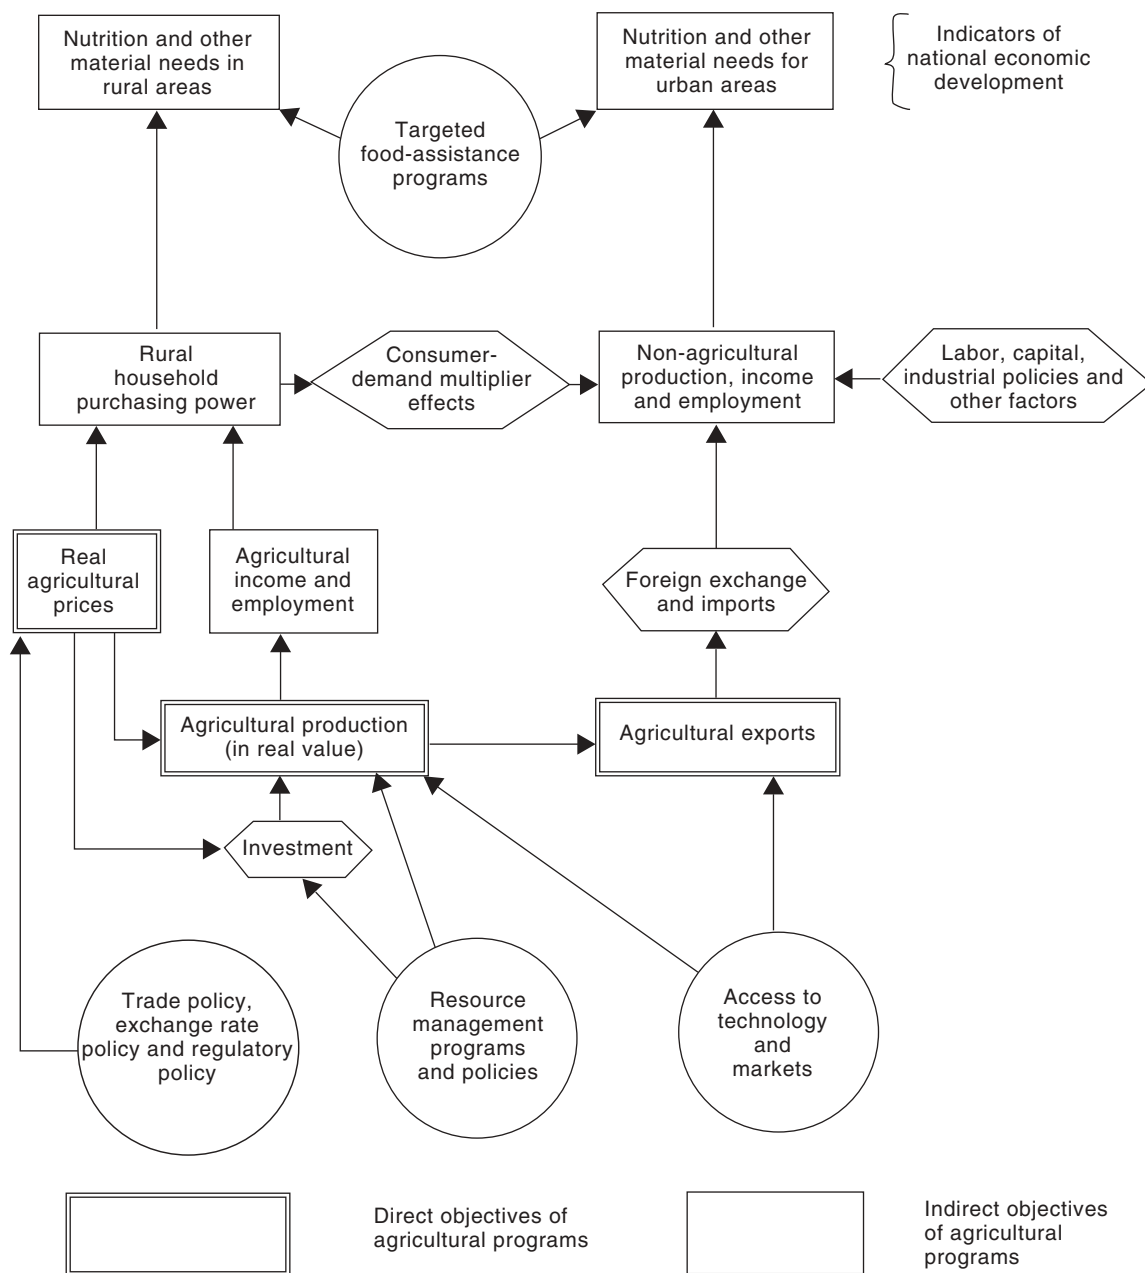 Nutrition and other
material needs in
rural areas
Nutrition and other
material needs for
urban areas
Indicators of
national economic
development
Targeted
food-assistance
programs
Rural
household
purchasing power
Consumer-
demand multiplier
effects
Non-agricultural
production, income
and employment
Labor, capital,
industrial policies and
other factors
Real
agricultural
prices
Agricultural
income and
employment
Foreign exchange
and imports
Agricultural production
(in real value)
Agricultural exports
Investment
Trade policy,
exchange rate
policy and regulatory
policy
Resource
management
programs
and policies
Access to
technology
and
markets
Direct objectives of
agricultural programs
Indirect objectives
of agricultural
programs